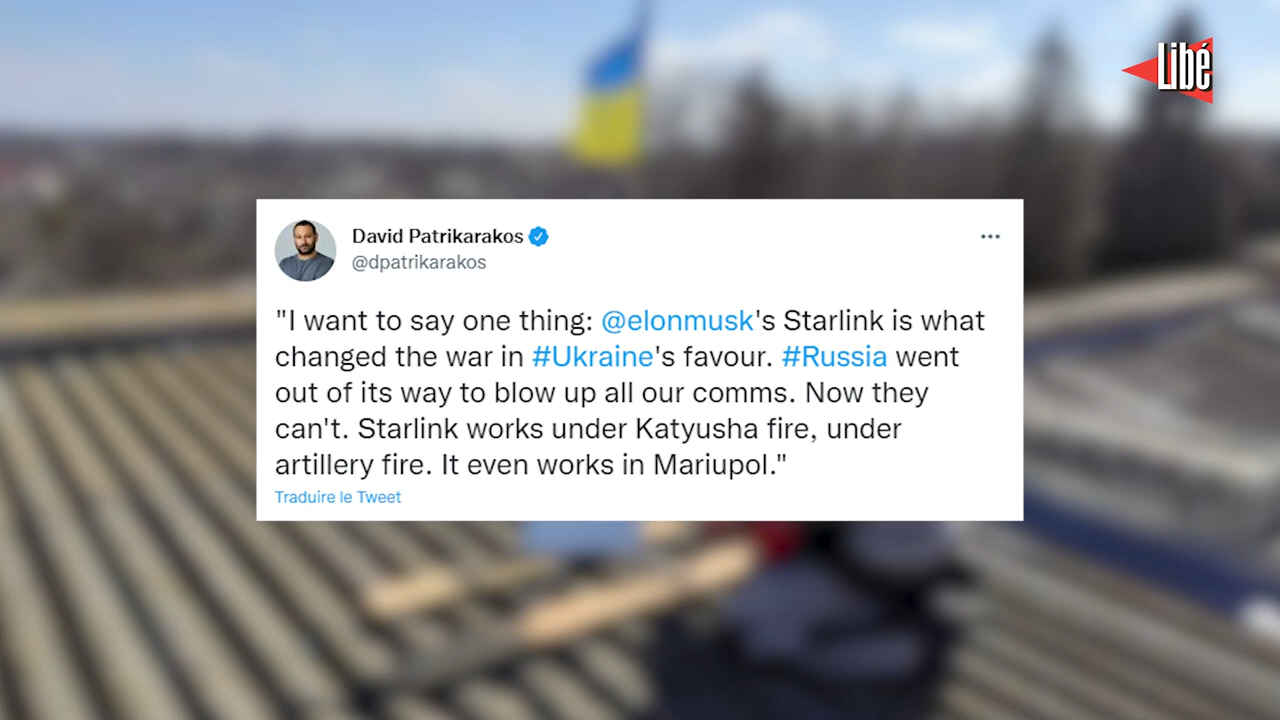 Libé
David Patrikarakos
@dpatrikarakos
"I want to say one thing: @elonmusk's Starlink is what
changed the war in #Ukraine's favour. #Russia went
out of its way to blow up all our comms. Now they
can't. Starlink works under Katyusha fire, under
artillery fire. It even works in Mariupol."
Traduire le Tweet